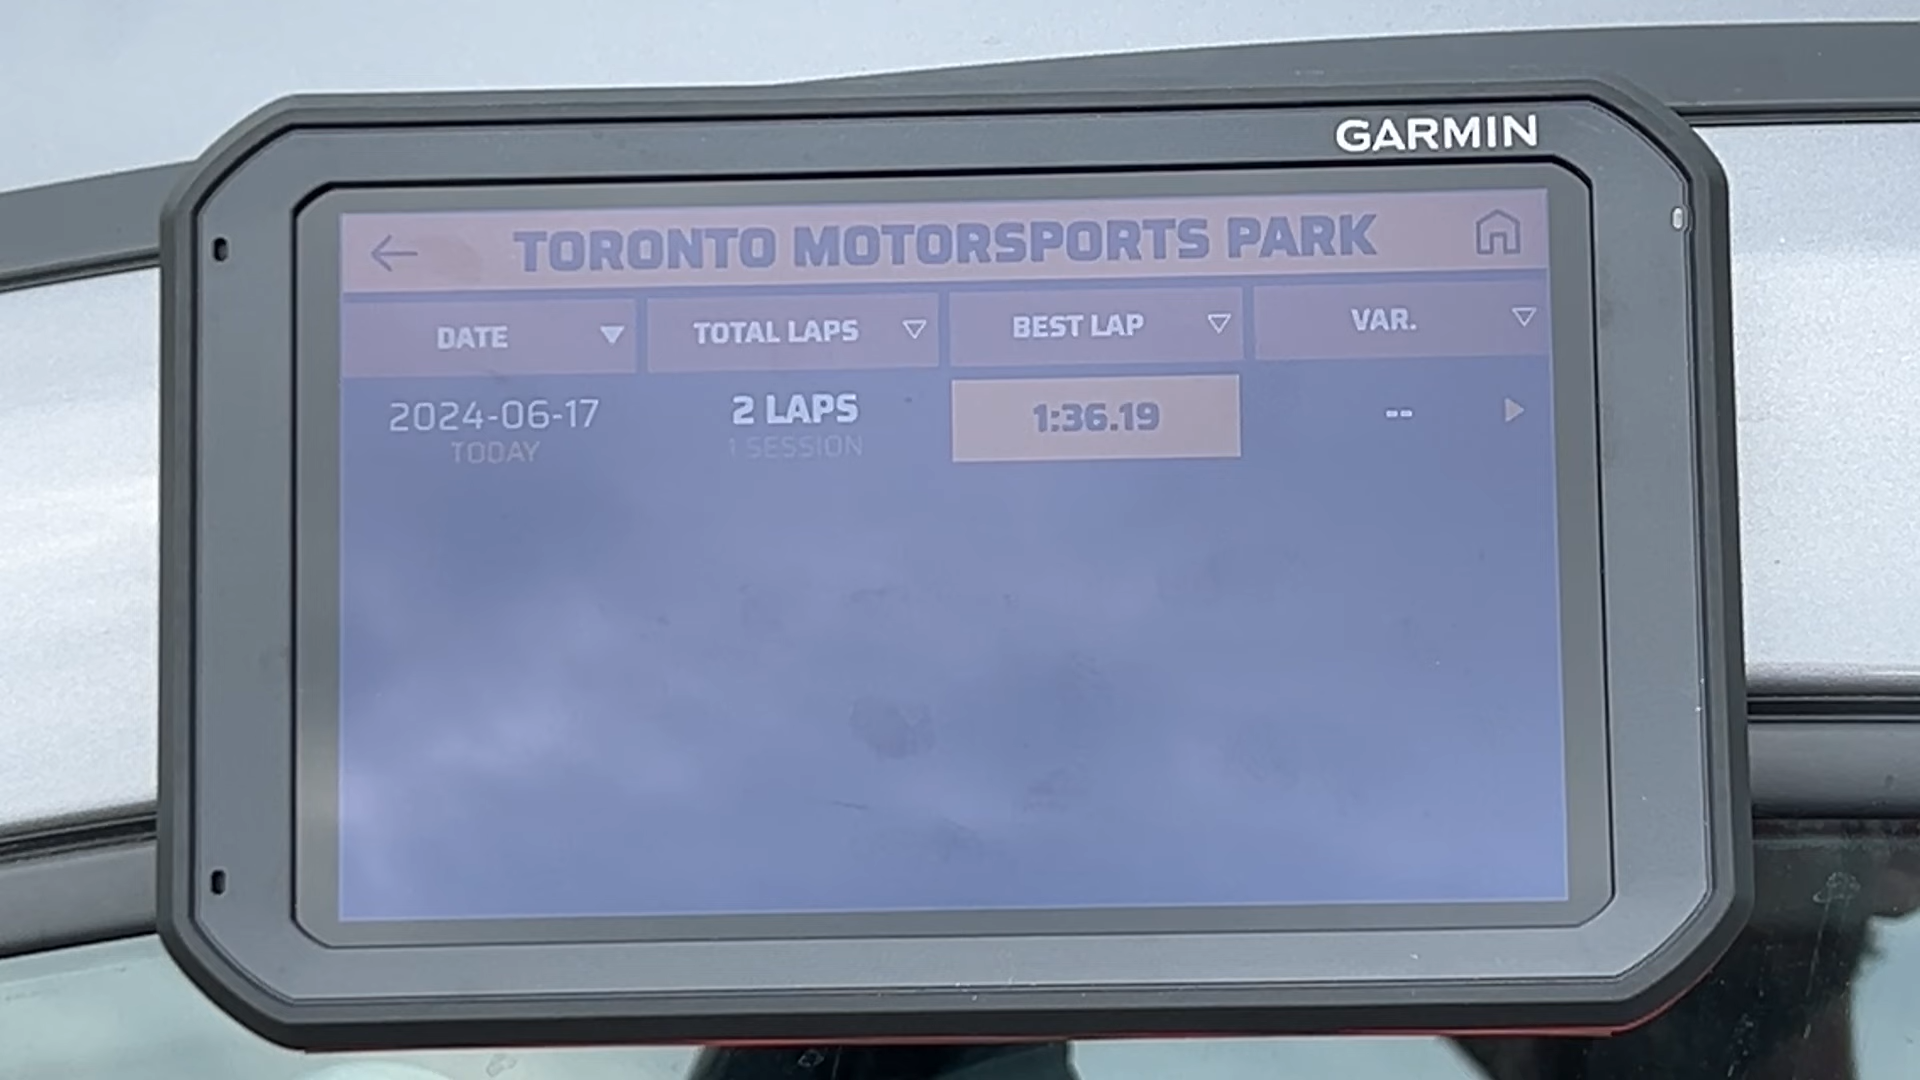 GARMIN
TORONTO MOTORSPORTS PARK
DATE TOTAL LAPS BEST LAP VAR.
2024-06-17 2 LAPS 1:36.19 --
TODAY 1 SESSION